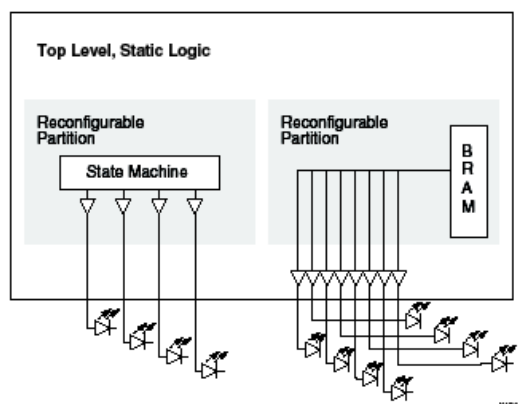 Top Level, Static Logic
Reconfigurable
Partition
State Machine
Reconfigurable
Partition
B
R
A
M